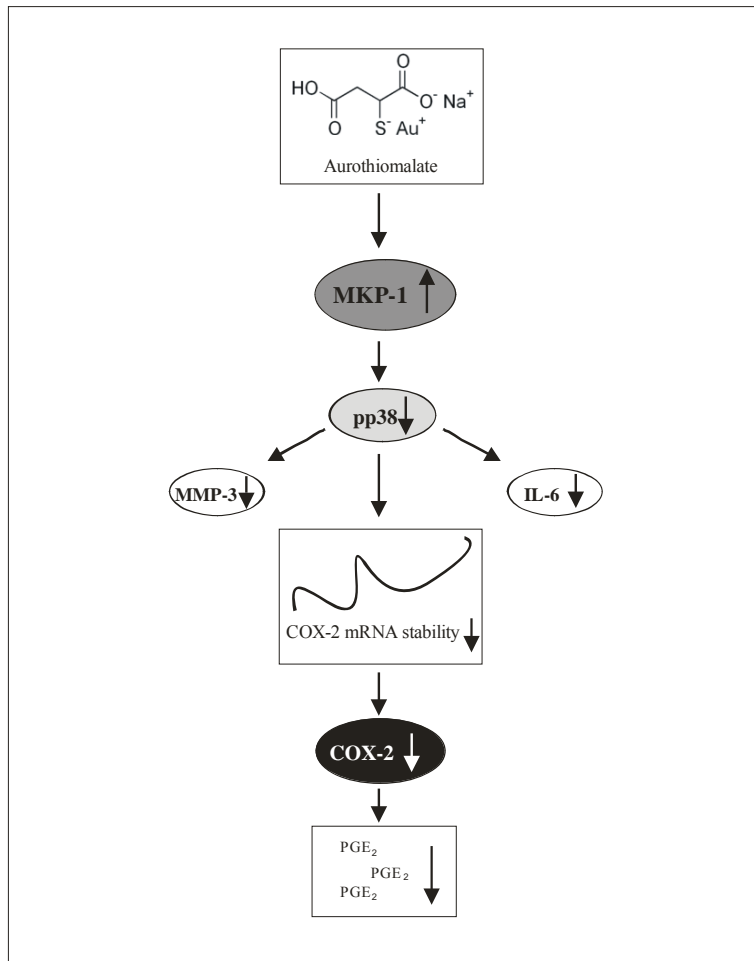 O
O
HO
O⁻ Na⁺
O
S⁻ Au⁺
Aurothiomalate
MKP-1
pp38
MMP-3
IL-6
COX-2 mRNA stability
COX-2
PGE₂
PGE₂
PGE₂